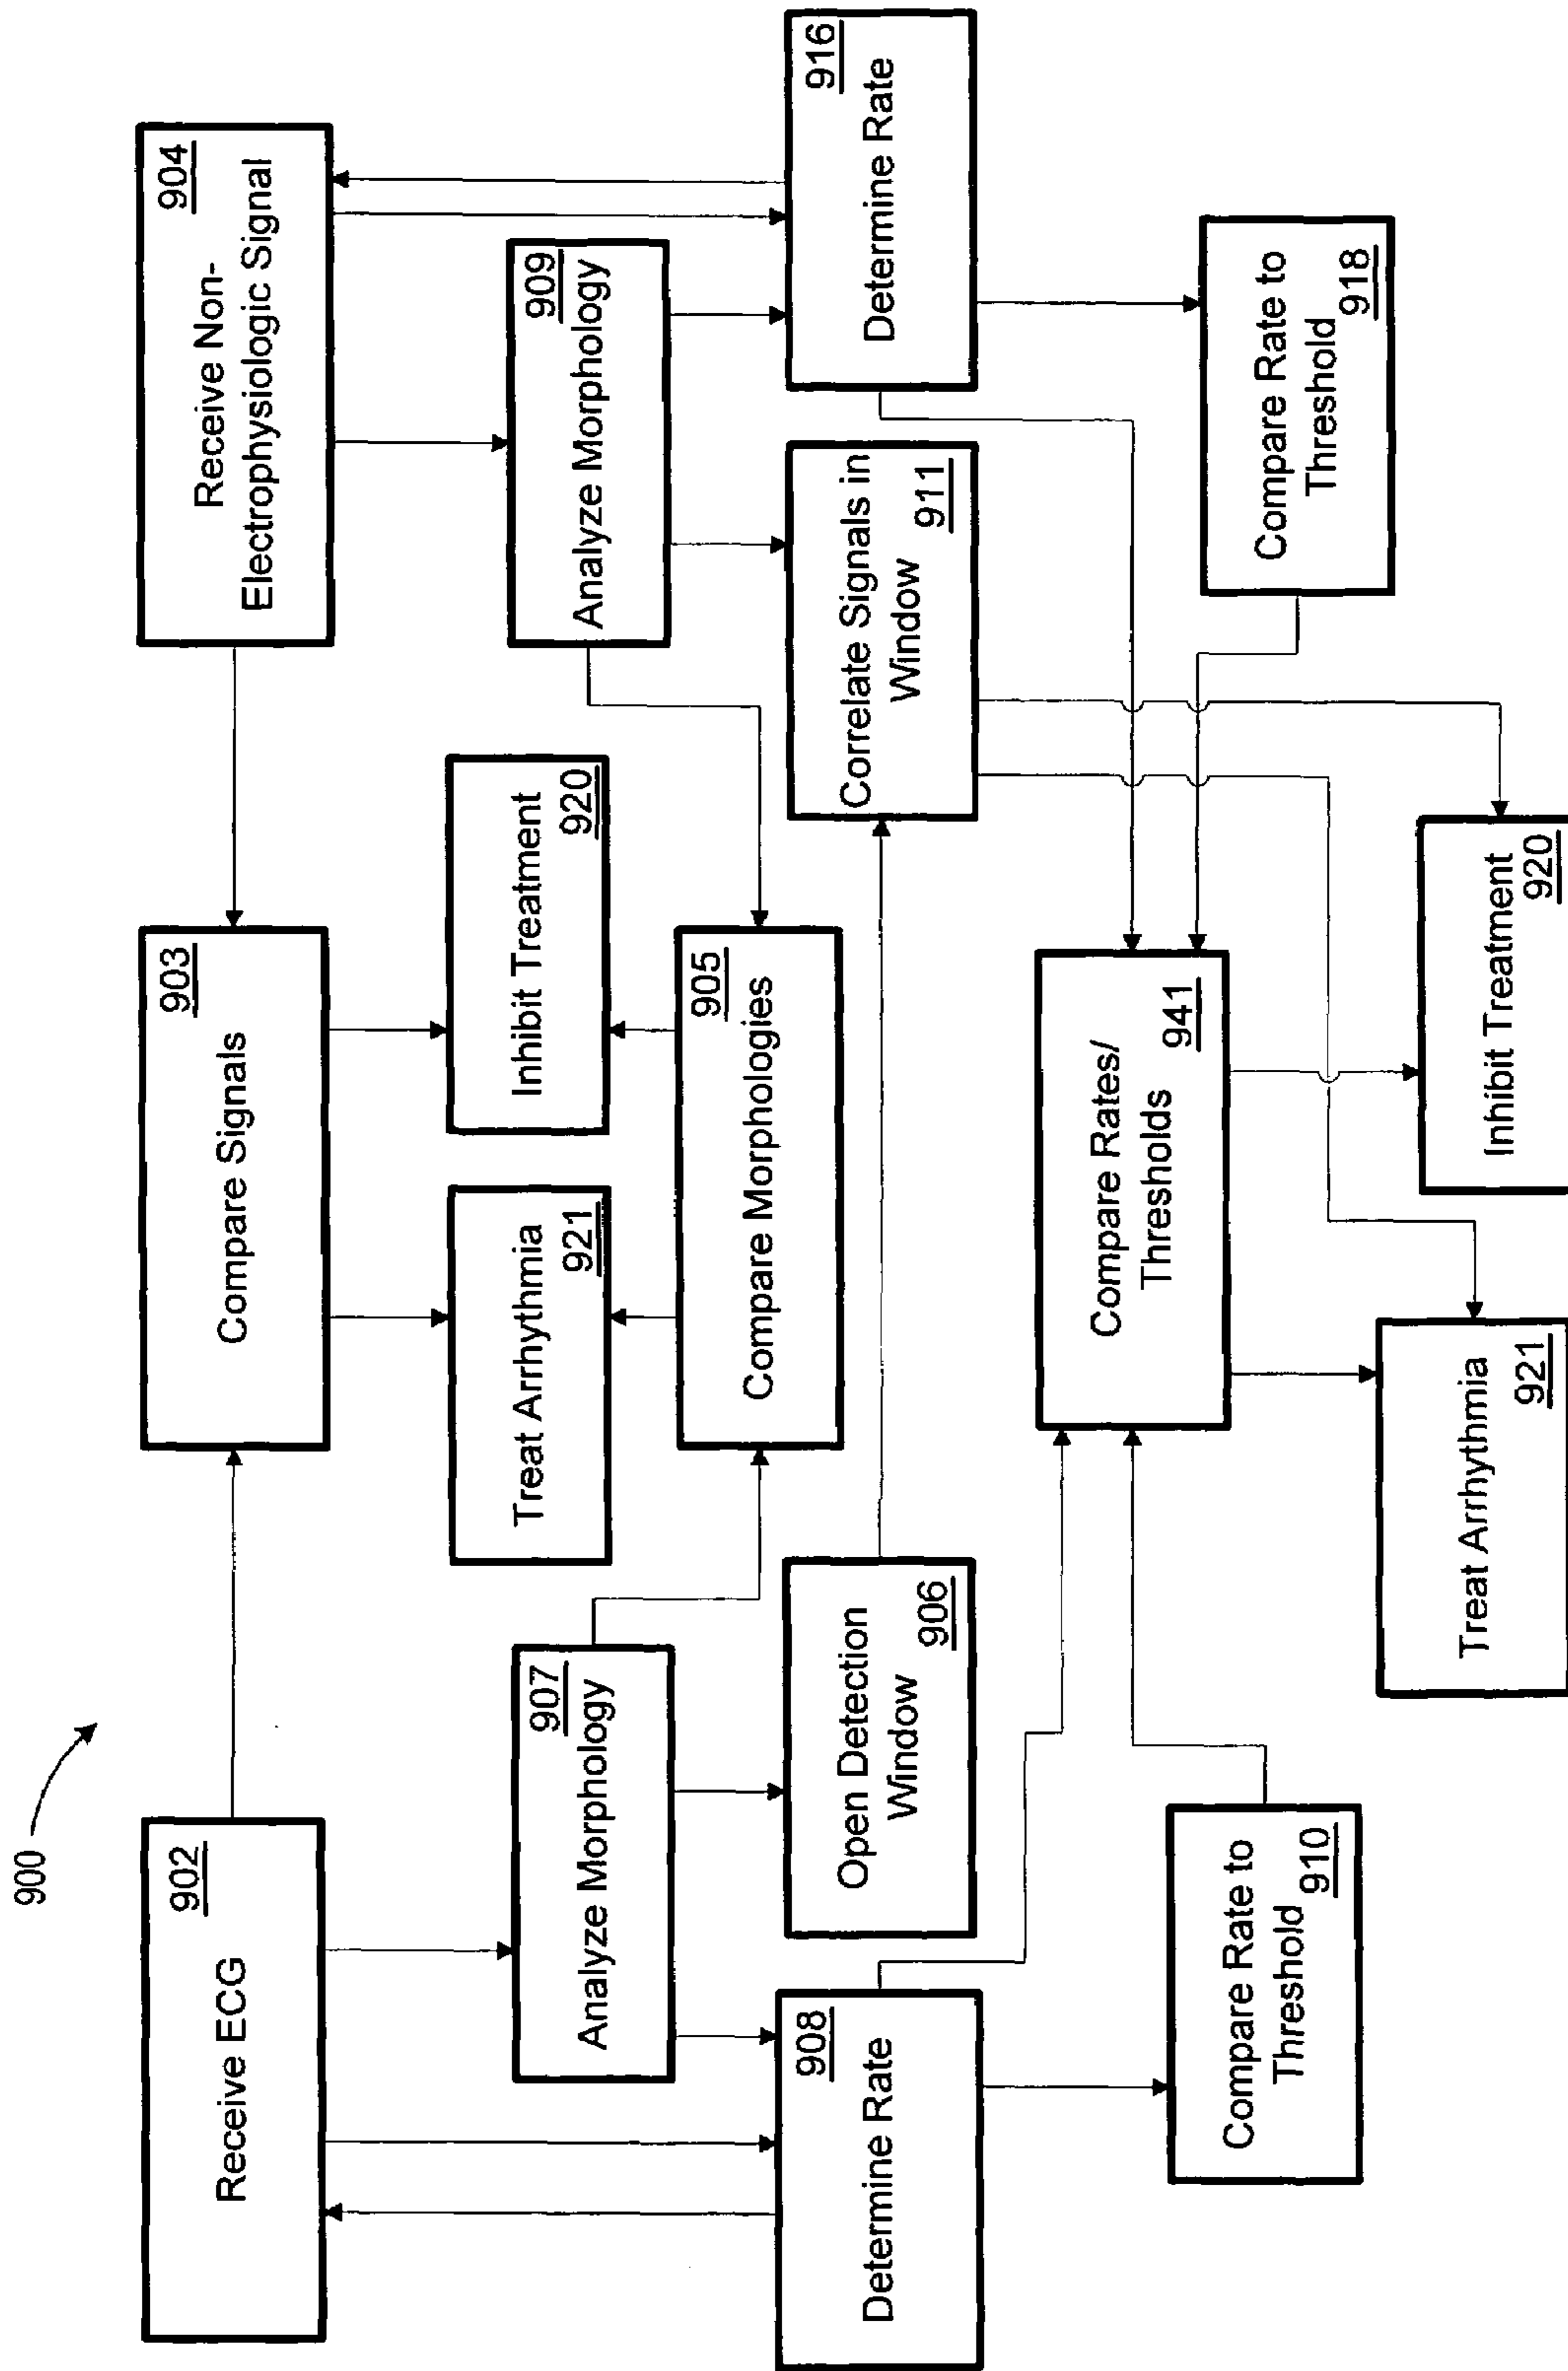 900
Receive ECG
902
Compare Signals
903
Receive Non-
Electrophysiologic Signal
904
Treat Arrhythmia
921
Inhibit Treatment
920
Analyze Morphology
907
Compare Morphologies
905
Analyze Morphology
909
Determine Rate
908
Open Detection
Window
906
Correlate Signals in
Window
911
Determine Rate
916
Compare Rate to
Threshold
910
Compare Rates/
Thresholds
941
Compare Rate to
Threshold
918
Treat Arrhythmia
921
Inhibit Treatment
920